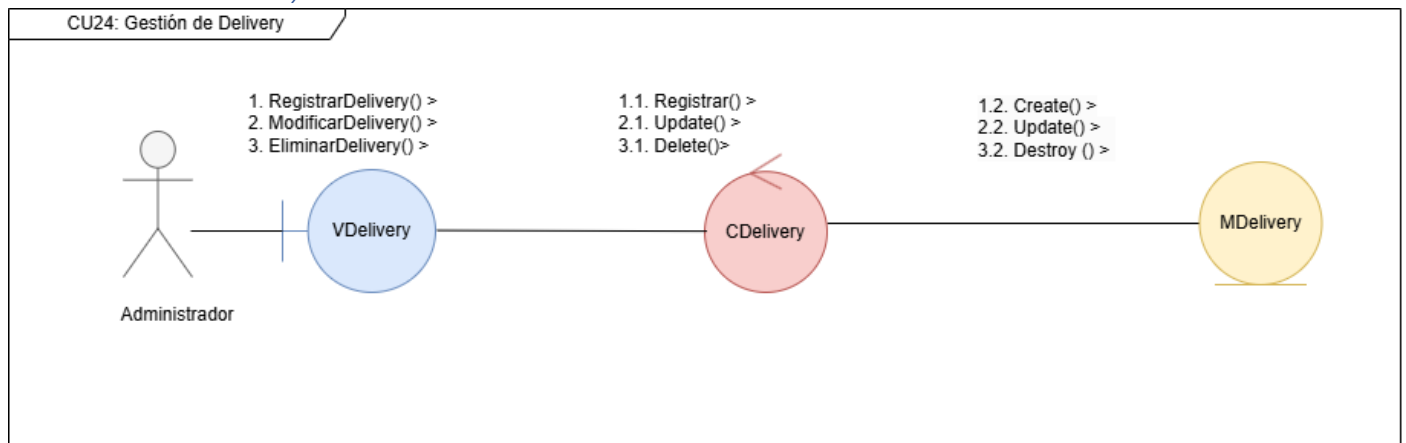 CU24: Gestión de Delivery
1. RegistrarDelivery() >
2. ModificarDelivery() >
3. EliminarDelivery() >
1.1. Registrar() >
2.1. Update() >
3.1. Delete()>
1.2. Create() >
2.2. Update() >
3.2. Destroy () >
VDelivery
CDelivery
MDelivery
Administrador